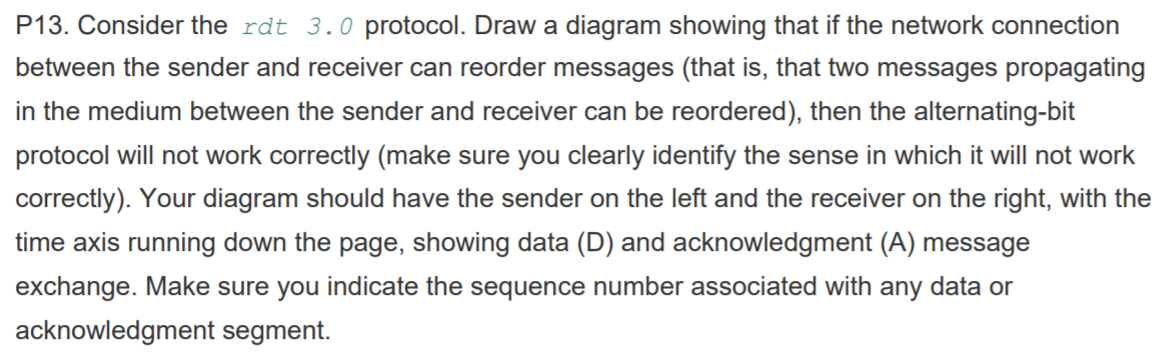 P13. Consider the rdt 3.0 protocol. Draw a diagram showing that if the network connection
between the sender and receiver can reorder messages (that is, that two messages propagating
in the medium between the sender and receiver can be reordered), then the alternating-bit
protocol will not work correctly (make sure you clearly identify the sense in which it will not work
correctly). Your diagram should have the sender on the left and the receiver on the right, with the
time axis running down the page, showing data (D) and acknowledgment (A) message
exchange. Make sure you indicate the sequence number associated with any data or
acknowledgment segment.